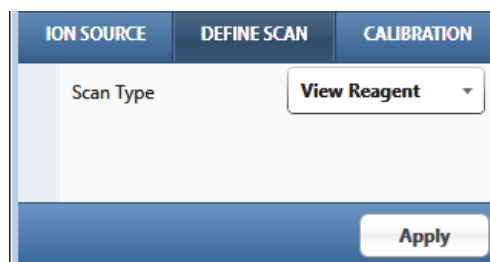 ION SOURCE DEFINE SCAN CALIBRATION
Scan Type View Reagent
Apply